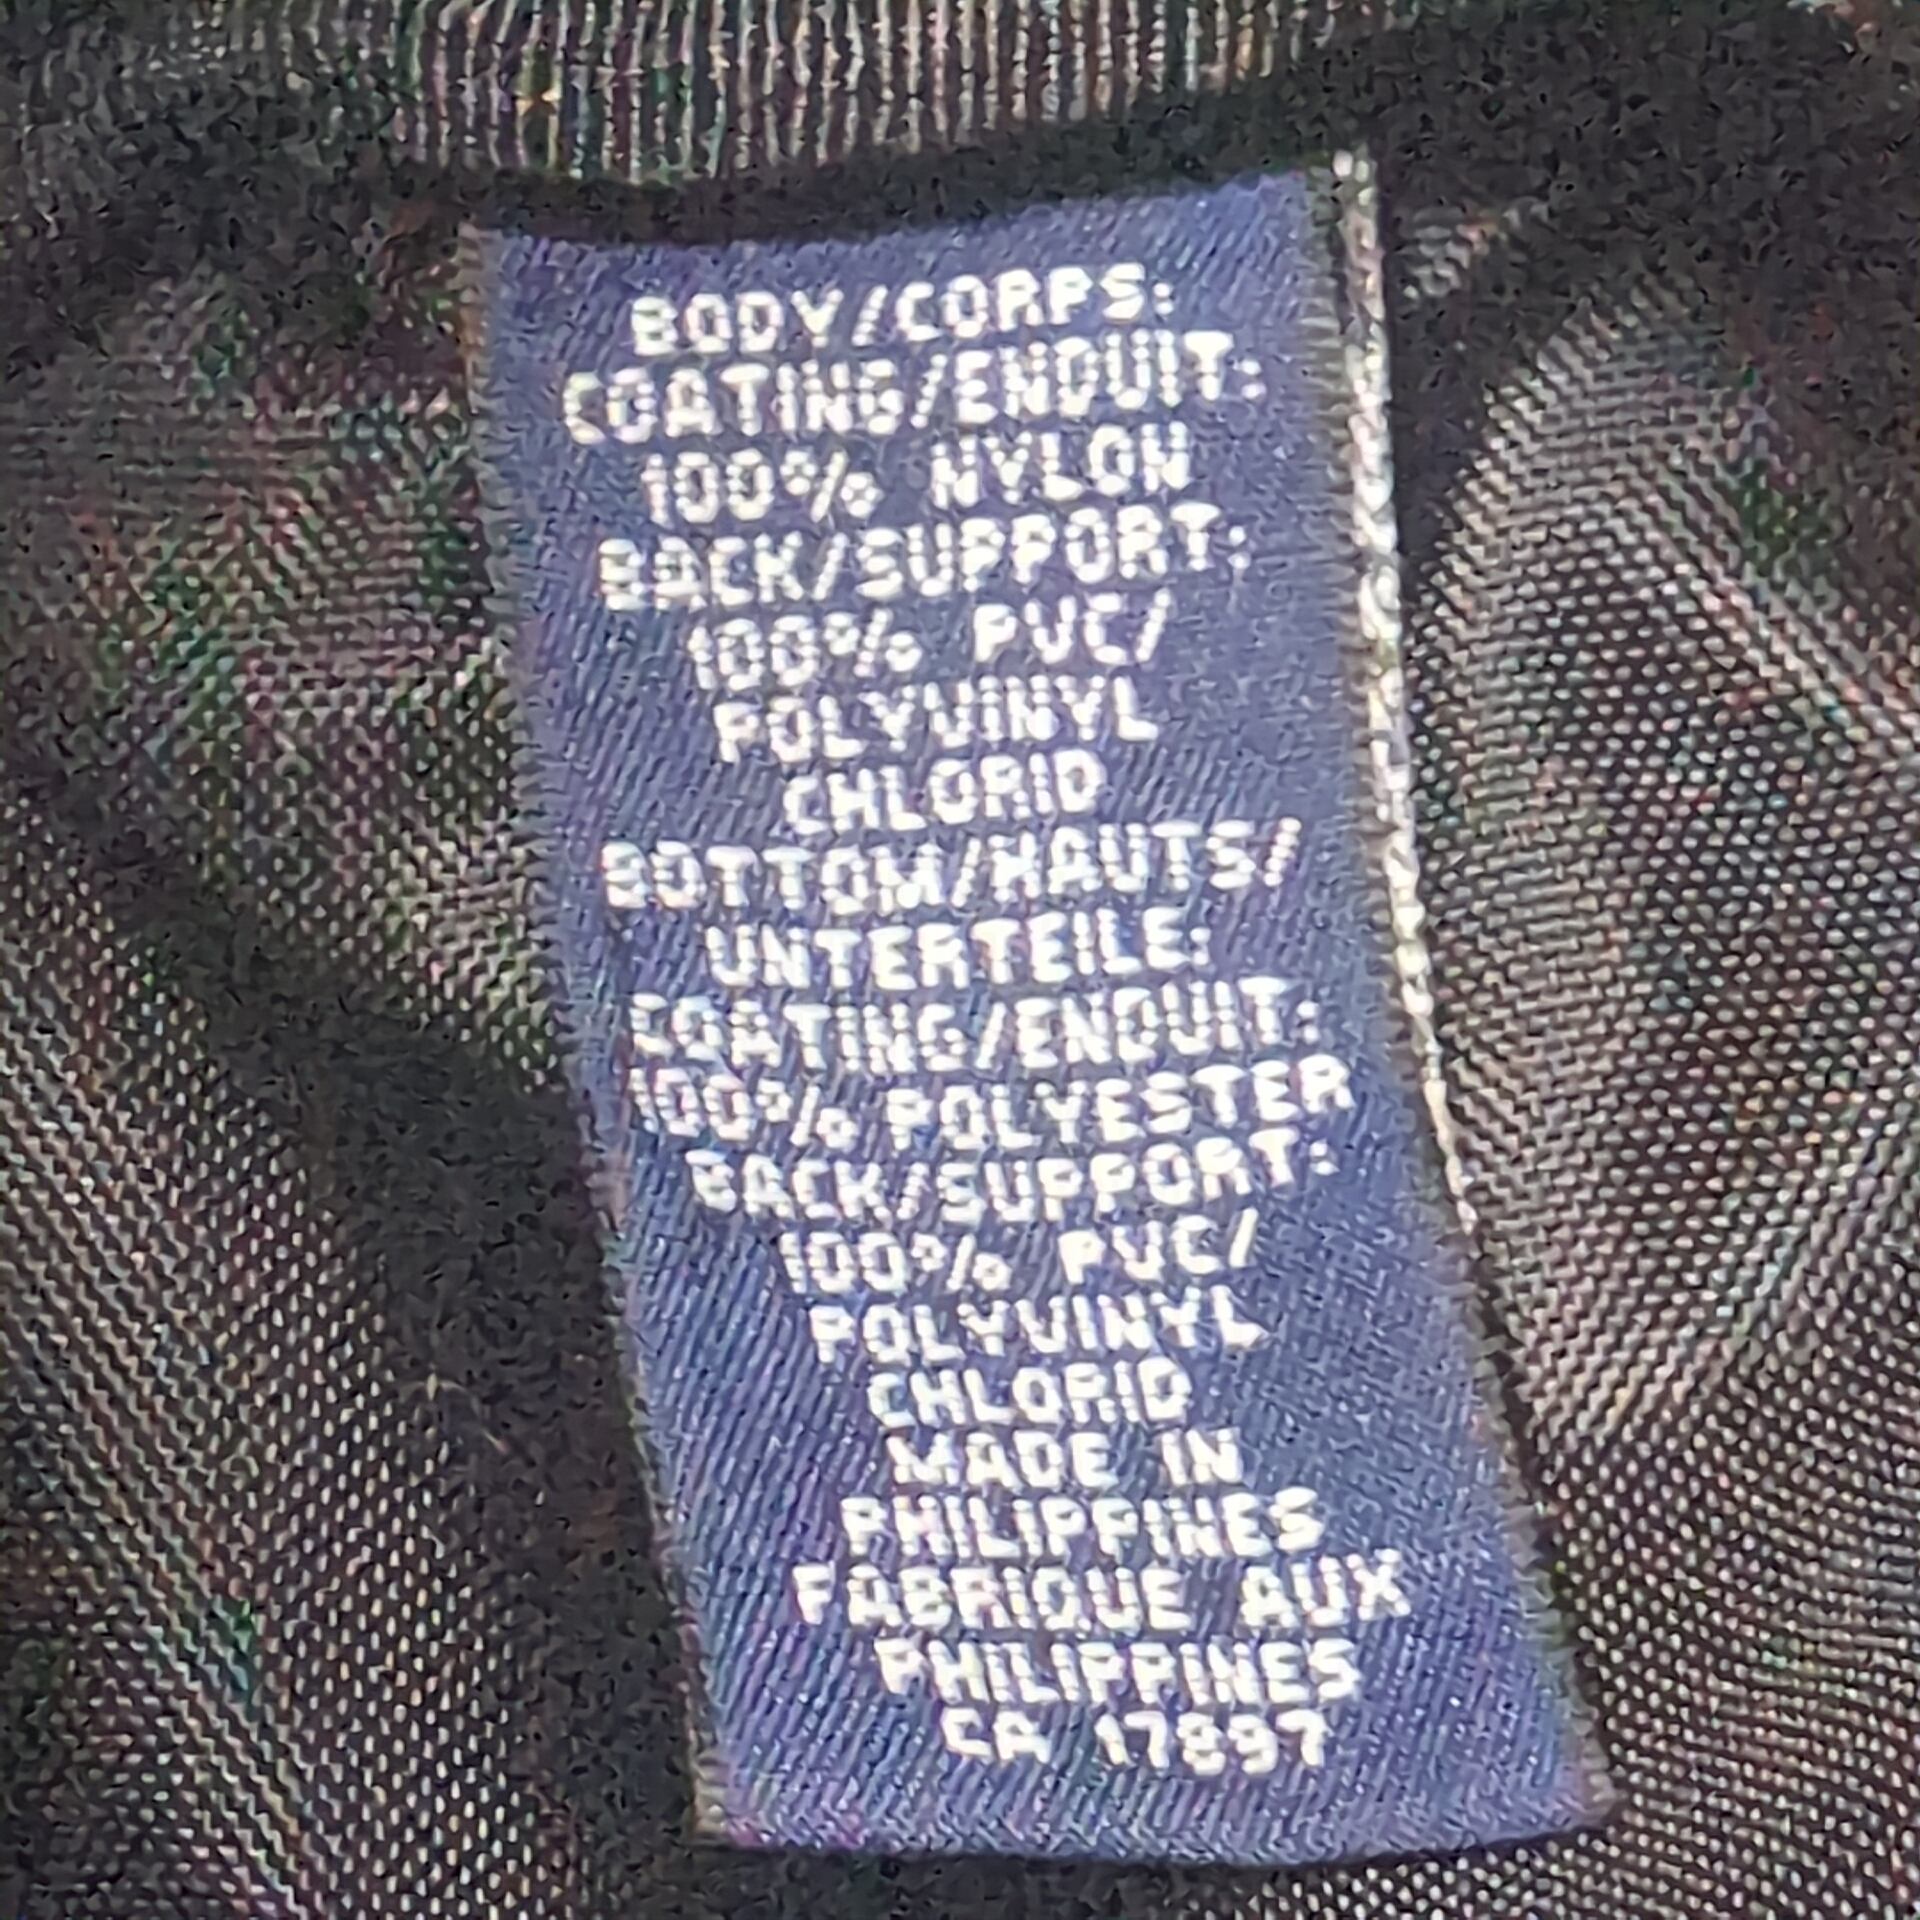 BODY/CORPS:
COATING/ENDUIT:
100% NYLON
BACK/SUPPORT:
100% PVC/
POLYVINYL
CHLORID
BOTTOM/HAUTS/
UNTERTEILE:
COATING/ENDUIT:
100% POLYESTER
BACK/SUPPORT:
100% PVC/
POLYVINYL
CHLORID
MADE IN
PHILIPPINES
FABRIQUE AUX
PHILIPPINES
CA 17897